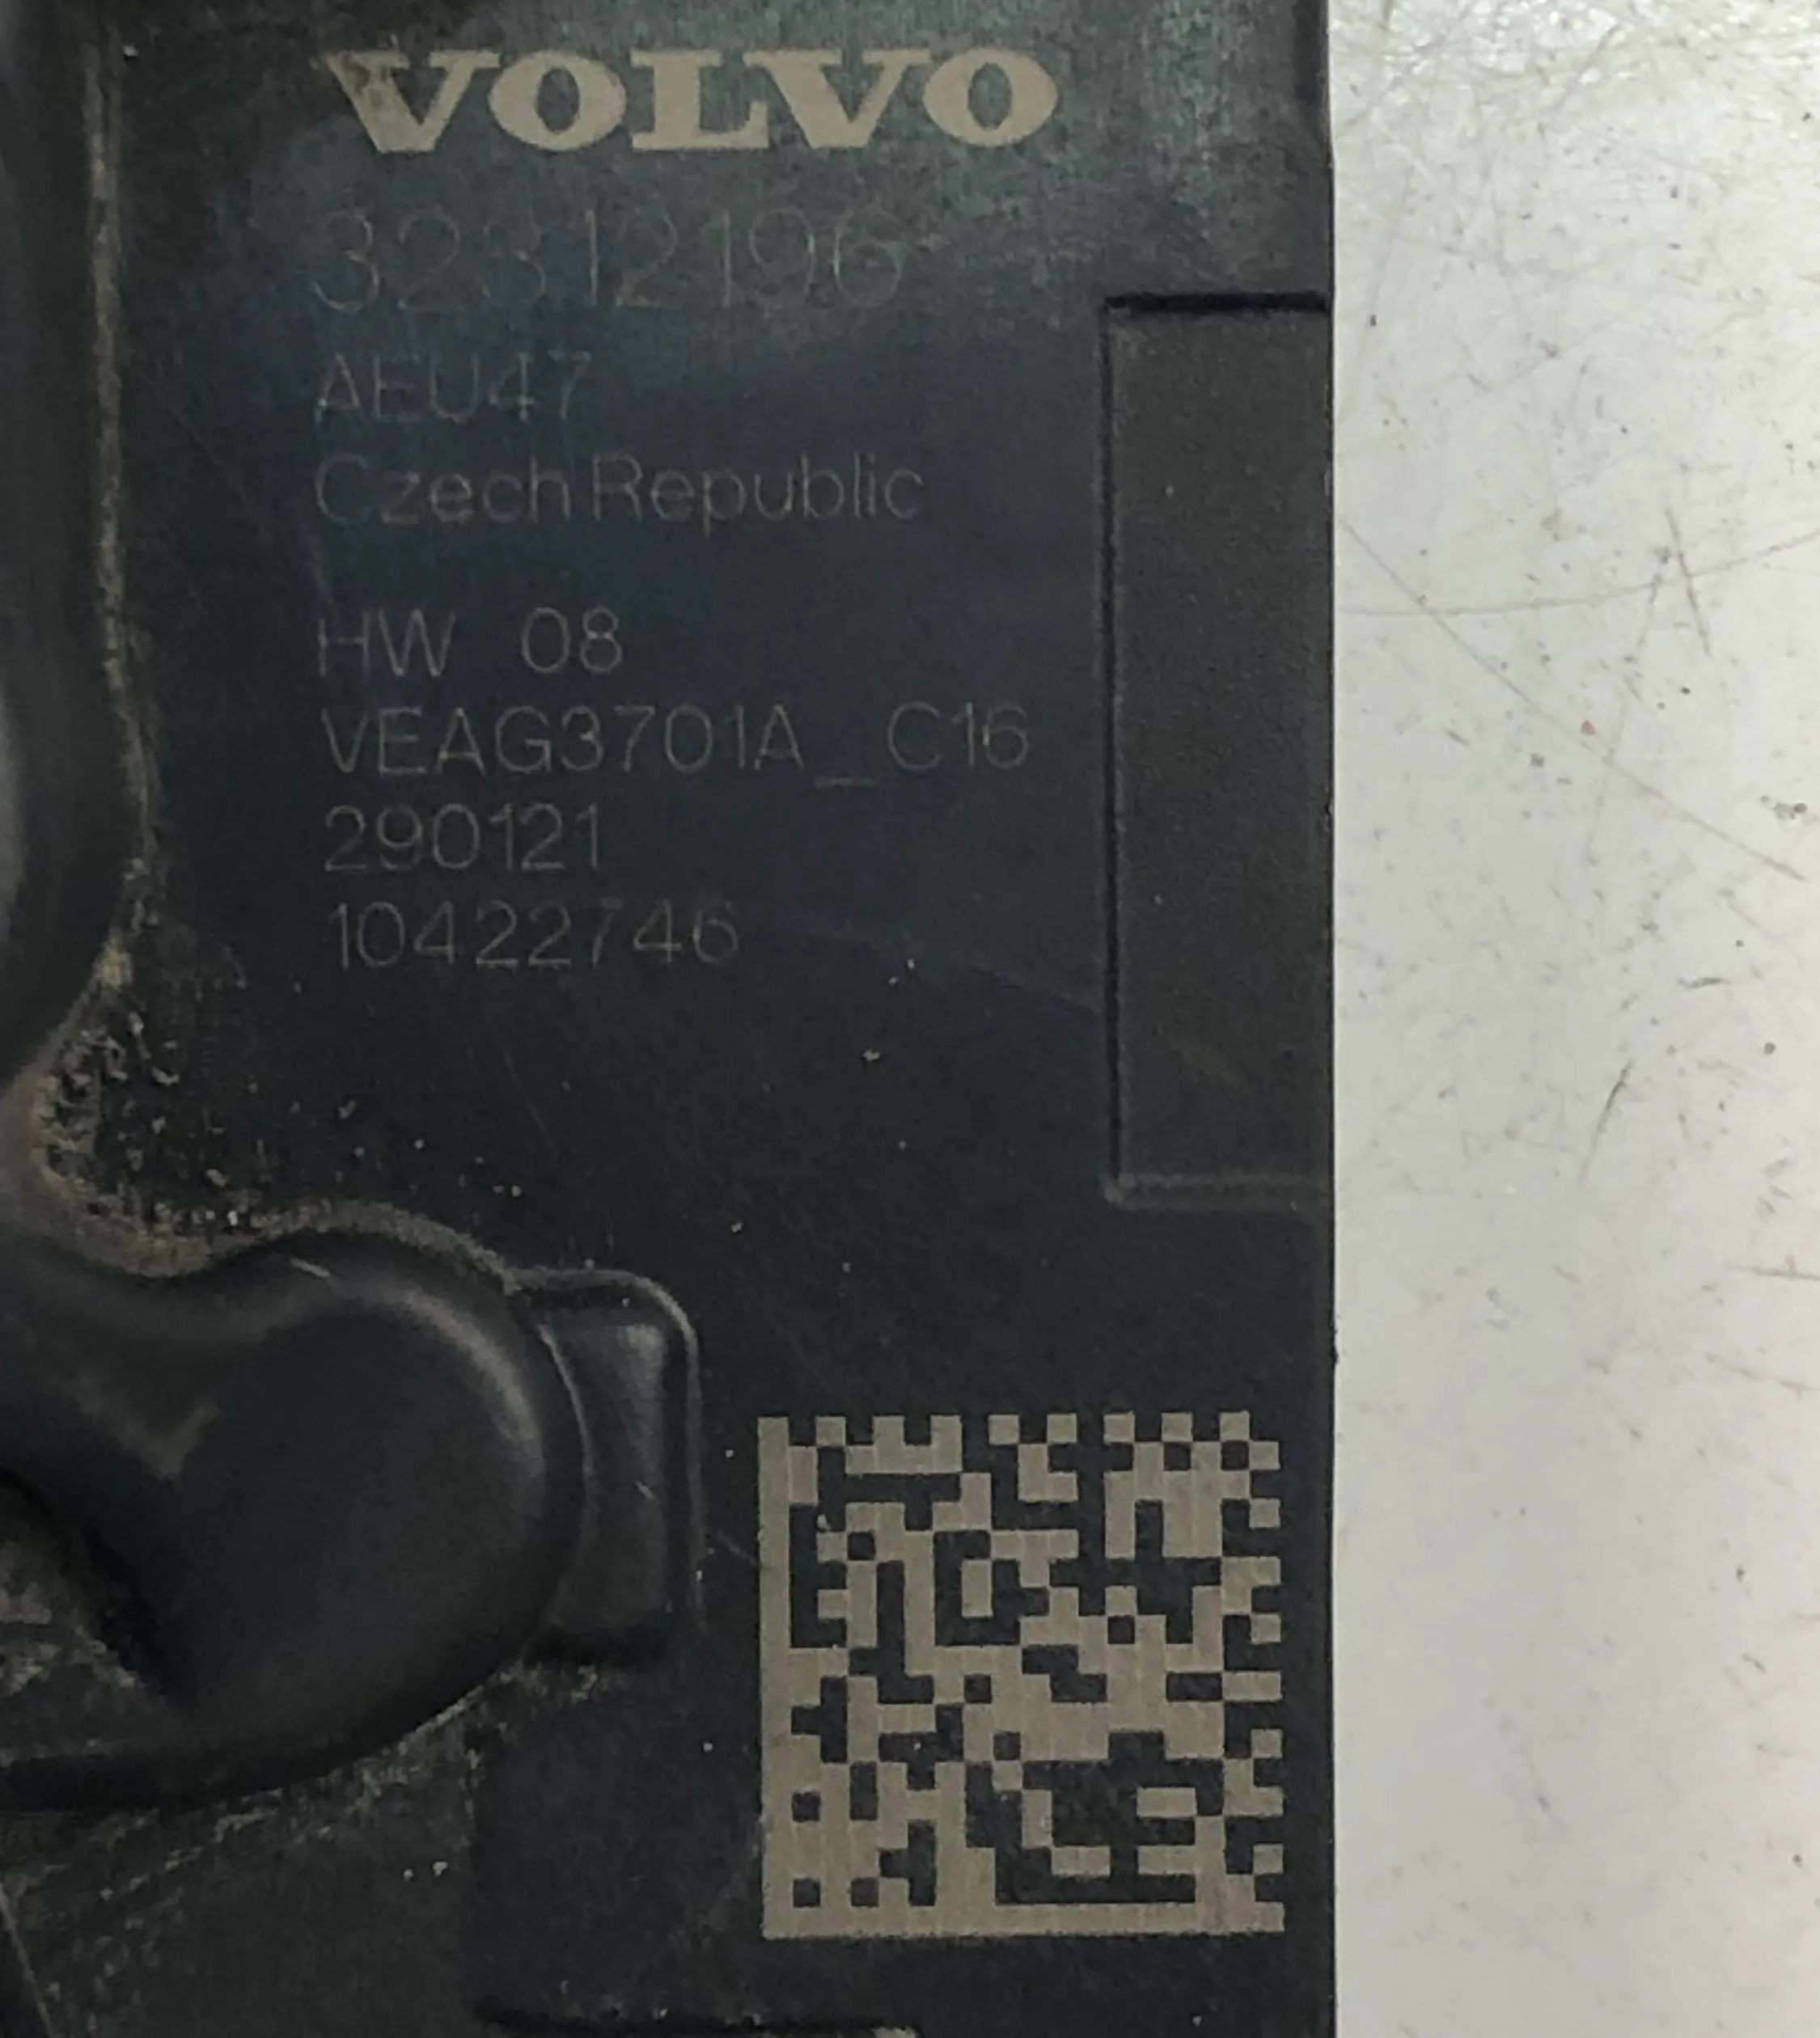 VOLVO
32312196
AEU47
Czech Republic
HW 08
VEAG3701A_C16
290121
10422746